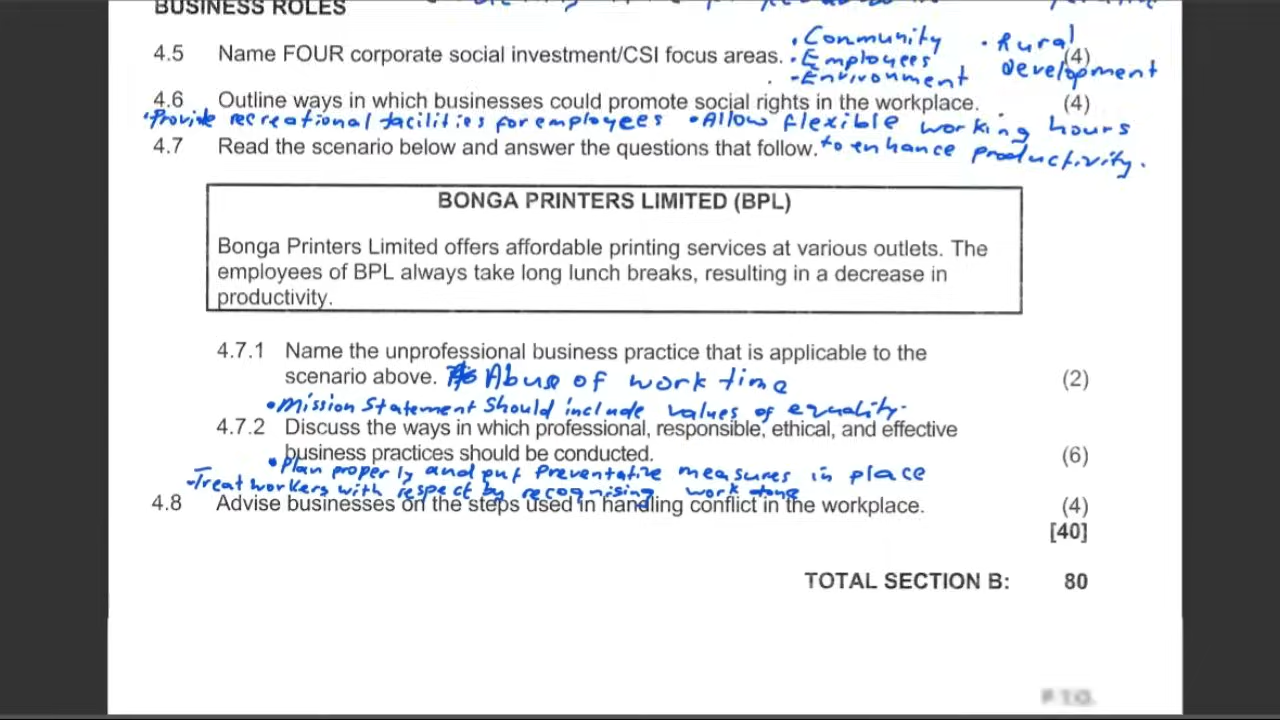 BUSINESS ROLES
4.5 Name FOUR corporate social investment/CSI focus areas. (4)
• Community • Rural
• Employees development
• Environment
4.6 Outline ways in which businesses could promote social rights in the workplace. (4)
• Provide recreational facilities for employees • Allow flexible working hours
4.7 Read the scenario below and answer the questions that follow. to enhance productivity.
BONGA PRINTERS LIMITED (BPL)
Bonga Printers Limited offers affordable printing services at various outlets. The
employees of BPL always take long lunch breaks, resulting in a decrease in
productivity.
4.7.1 Name the unprofessional business practice that is applicable to the
scenario above. • Abuse of work time (2)
• Mission Statement Should include values of equality.
4.7.2 Discuss the ways in which professional, responsible, ethical, and effective
business practices should be conducted. (6)
• Plan properly and put Preventative measures in place
• Treat workers with respect by recognising work done
4.8 Advise businesses on the steps used in handling conflict in the workplace. (4)
[40]
TOTAL SECTION B: 80